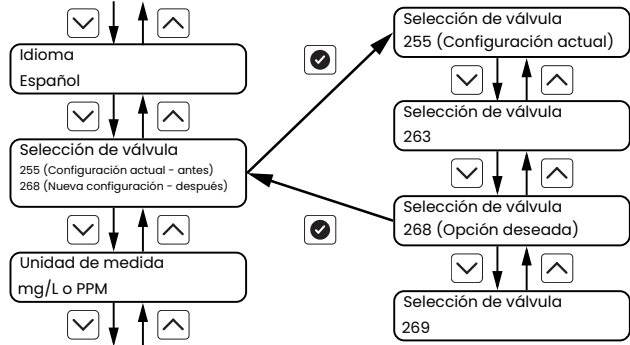 Idioma
Español
Selección de válvula
255 (Configuración actual - antes)
268 (Nueva configuración - después)
Unidad de medida
mg/L o PPM
Selección de válvula
255 (Configuración actual)
Selección de válvula
263
Selección de válvula
268 (Opción deseada)
Selección de válvula
269